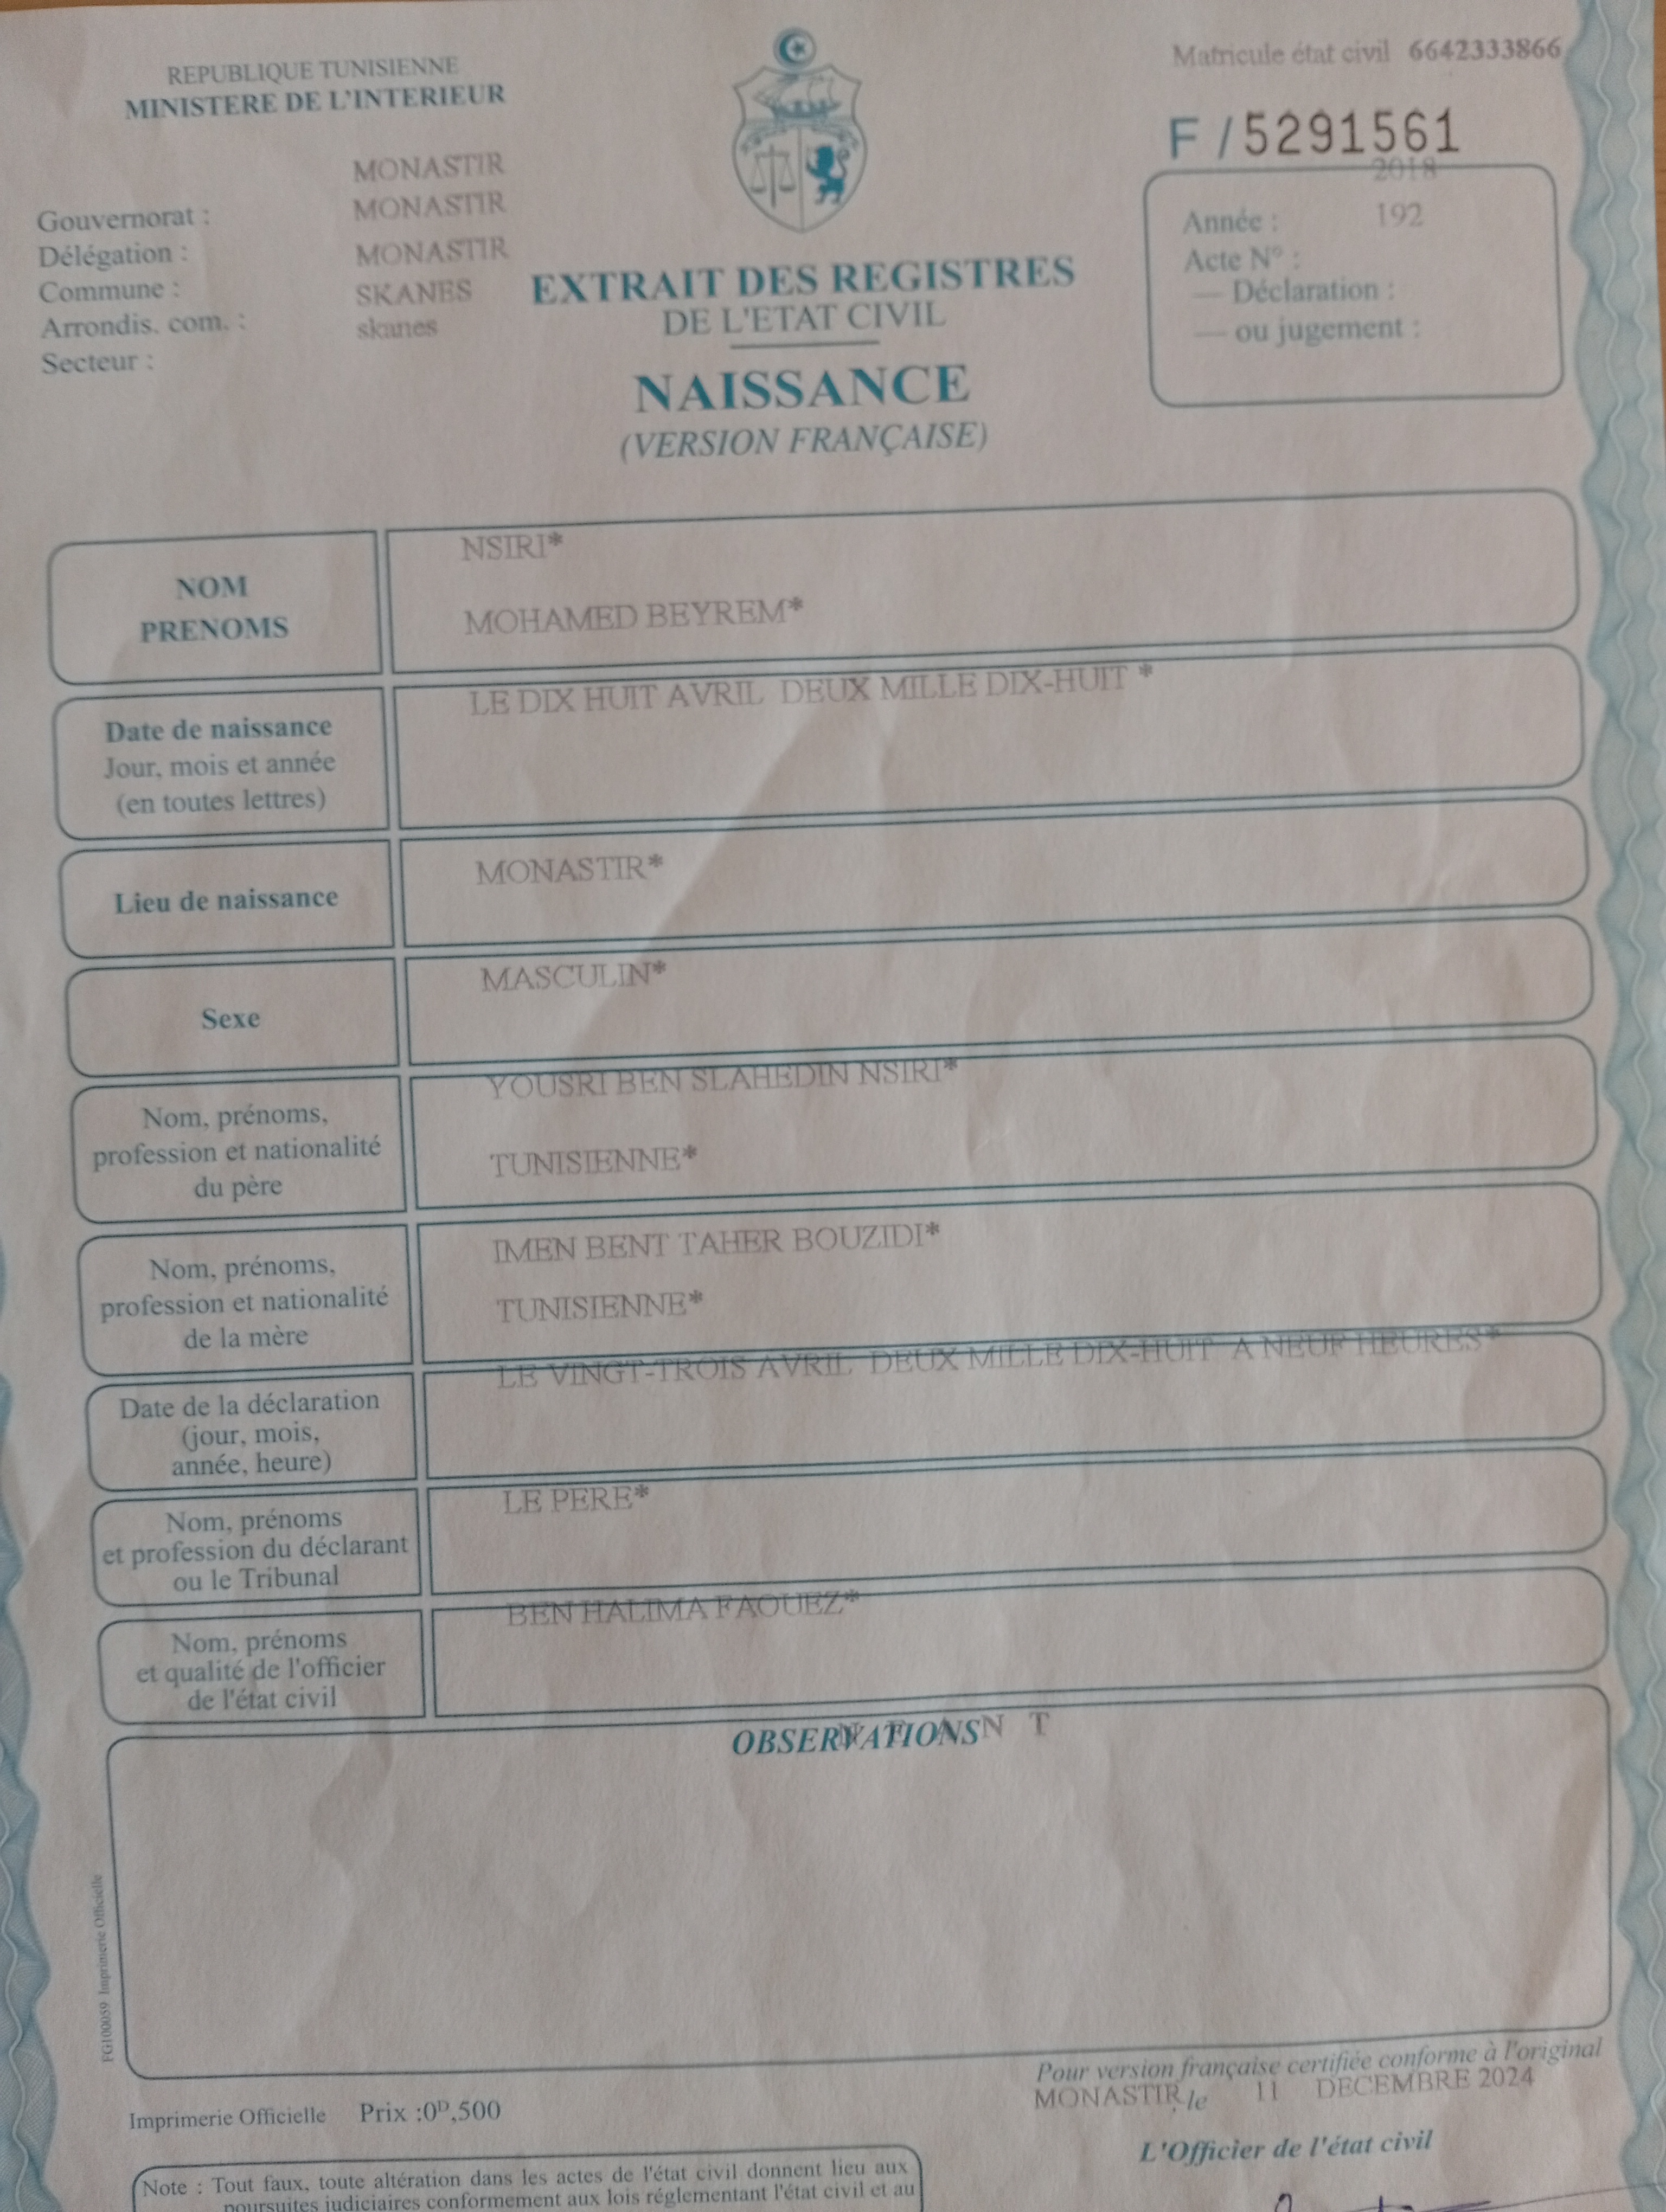 REPUBLIQUE TUNISIENNE
MINISTERE DE L'INTERIEUR
Matricule état civil 6642333866
F / 5291561
MONASTIR
Gouvernorat : MONASTIR
Délégation : MONASTIR
Commune : SKANES
Arrondis. com. : skanes
Secteur :
2018
Année : 192
Acte N° :
— Déclaration :
— ou jugement :
EXTRAIT DES REGISTRES
DE L'ETAT CIVIL
NAISSANCE
(VERSION FRANÇAISE)
NOM
PRENOMS
NSIRI*
MOHAMED BEYREM*
Date de naissance
Jour, mois et année
(en toutes lettres)
LE DIX HUIT AVRIL DEUX MILLE DIX-HUIT *
Lieu de naissance
MONASTIR*
Sexe
MASCULIN*
Nom, prénoms,
profession et nationalité
du père
YOUSRI BEN SLAHEDIN NSIRI*
TUNISIENNE*
Nom, prénoms,
profession et nationalité
de la mère
IMEN BENT TAHER BOUZIDI*
TUNISIENNE*
Date de la déclaration
(jour, mois,
année, heure)
LE VINGT-TROIS AVRIL DEUX MILLE DIX-HUIT A NEUF HEURES*
Nom, prénoms
et profession du déclarant
ou le Tribunal
LE PERE*
Nom, prénoms
et qualité de l'officier
de l'état civil
BEN HALIMA FAOUEZ*
OBSERVATIONS
N E A N T
FG100059 Imprimerie Officielle
Pour version française certifiée conforme à l'original
MONASTIR, le 11 DECEMBRE 2024
Imprimerie Officielle Prix :0ᴰ,500
L'Officier de l'état civil
Note : Tout faux, toute altération dans les actes de l'état civil donnent lieu aux
poursuites judiciaires conformement aux lois réglementant l'état civil et au